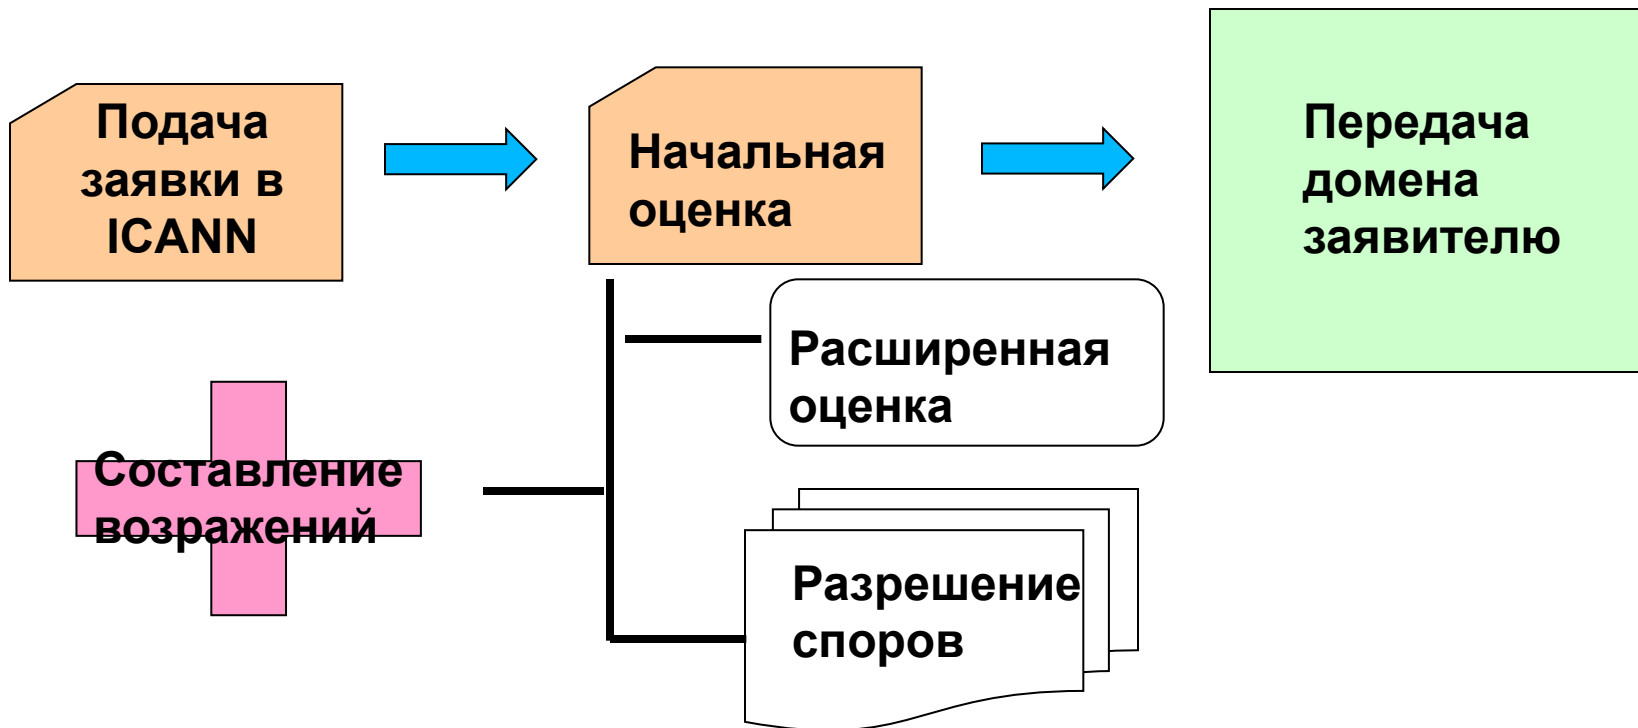 Подача
заявки в
ICANN
Начальная
оценка
Передача
домена
заявителю
Расширенная
оценка
Составление
возражений
Разрешение
споров